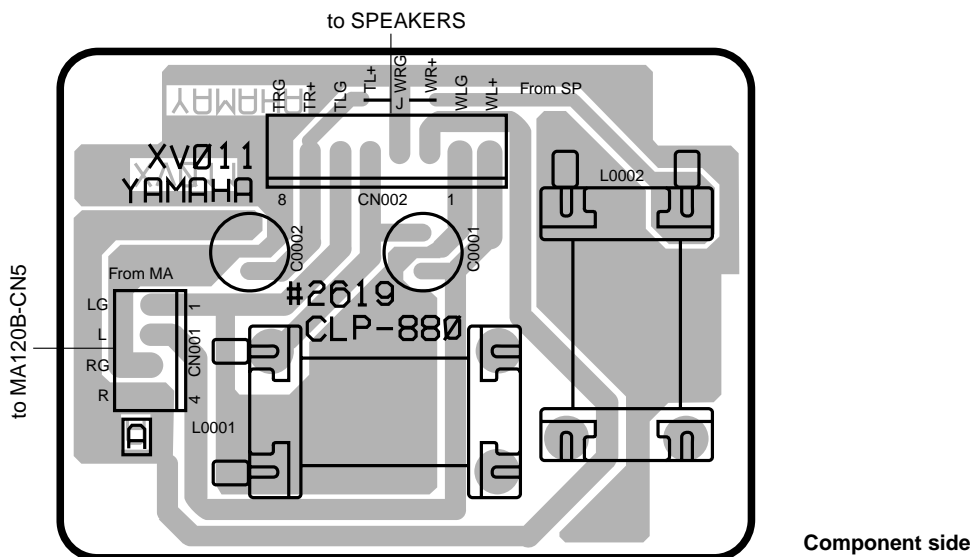 to SPEAKERS
TRG
TR+
TLG
TL+
WRG
WR+
WLG
WL+
From SP
YAMAHA
XV011
XV011
YAMAHA
8
CN002
1
L0002
C0002
C0001
From MA
#2619
CLP-880
LG
L
RG
R
1
CN001
4
to MA120B-CN5
L0001
A
Component side